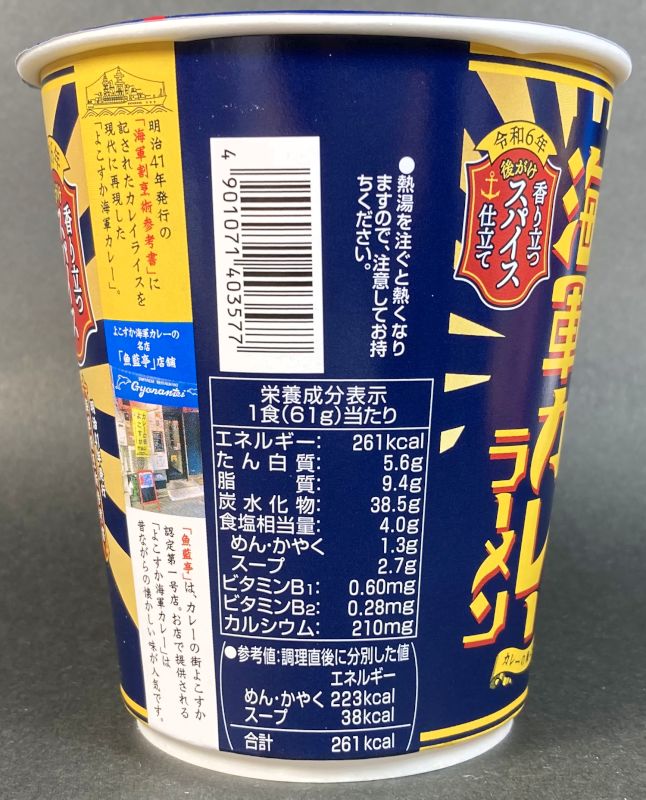 明治41年発行の
「海軍割烹術参考書」に
記されたカレイライスを
現代に再現した
「よこすか海軍カレー」。
よこすか海軍カレーの
名店
「魚藍亭」店舗
Gyorantei
「魚藍亭」は、カレーの街よこすか
認定第一号店。お店で提供される
「よこすか海軍カレー」は
昔ながらの懐かしい味が人気です。
4 901071 403577
●熱湯を注ぐと熱くなり
ますので、注意してお持
ちください。
栄養成分表示
1食(61g)当たり
エネルギー: 261kcal
たん白質: 5.6g
脂質: 9.4g
炭水化物: 38.5g
食塩相当量: 4.0g
めん・かやく 1.3g
スープ 2.7g
ビタミンB1: 0.60mg
ビタミンB2: 0.28mg
カルシウム: 210mg
●参考値:調理直後に分別した値
エネルギー
めん・かやく 223kcal
スープ 38kcal
合計 261kcal
令和6年
後がけ
香り立つ
スパイス
仕立て
海軍カレー
ラーメン
6年
香り立つ